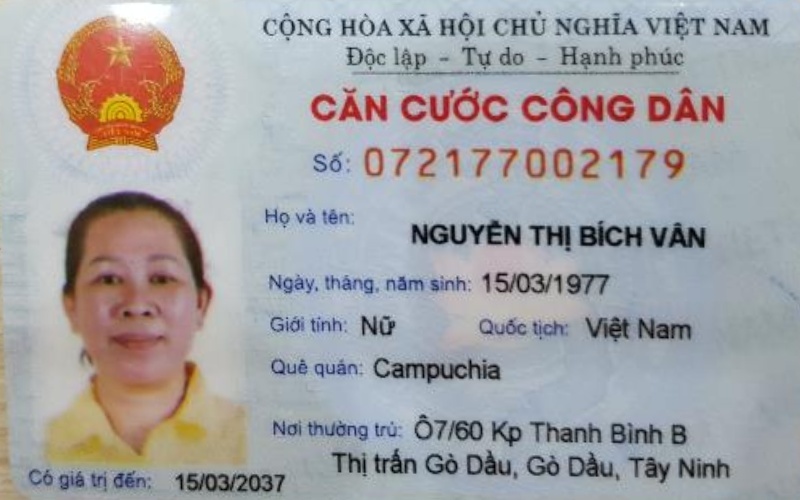 CỘNG HÒA XÃ HỘI CHỦ NGHĨA VIỆT NAM
Độc lập - Tự do - Hạnh phúc
CĂN CƯỚC CÔNG DÂN
Số: 072177002179
Họ và tên: NGUYỄN THỊ BÍCH VÂN
Ngày, tháng, năm sinh: 15/03/1977
Giới tính: Nữ Quốc tịch: Việt Nam
Quê quán: Campuchia
Nơi thường trú: Ô7/60 Kp Thanh Bình B
Thị trấn Gò Dầu, Gò Dầu, Tây Ninh
Có giá trị đến: 15/03/2037